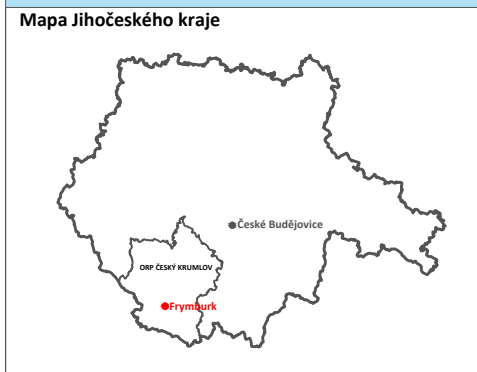 Mapa Jihočeského kraje
České Budějovice
ORP ČESKÝ KRUMLOV
Frymburk